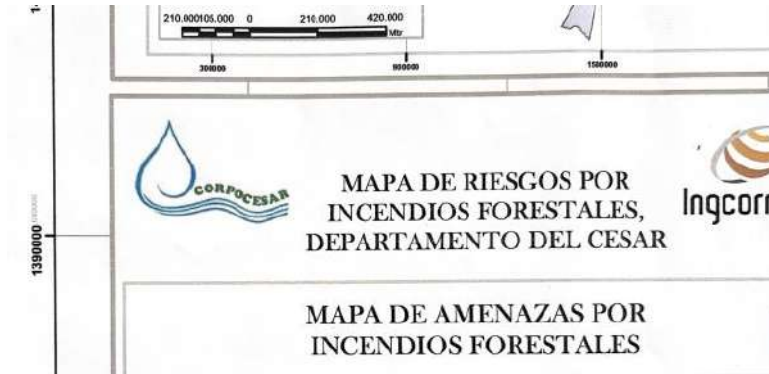 210.000105.000 0 210.000 420.000
Mtr
300000 900000 1500000
CORPOCESAR
MAPA DE RIESGOS POR
INCENDIOS FORESTALES,
DEPARTAMENTO DEL CESAR
1390000
MAPA DE AMENAZAS POR
INCENDIOS FORESTALES